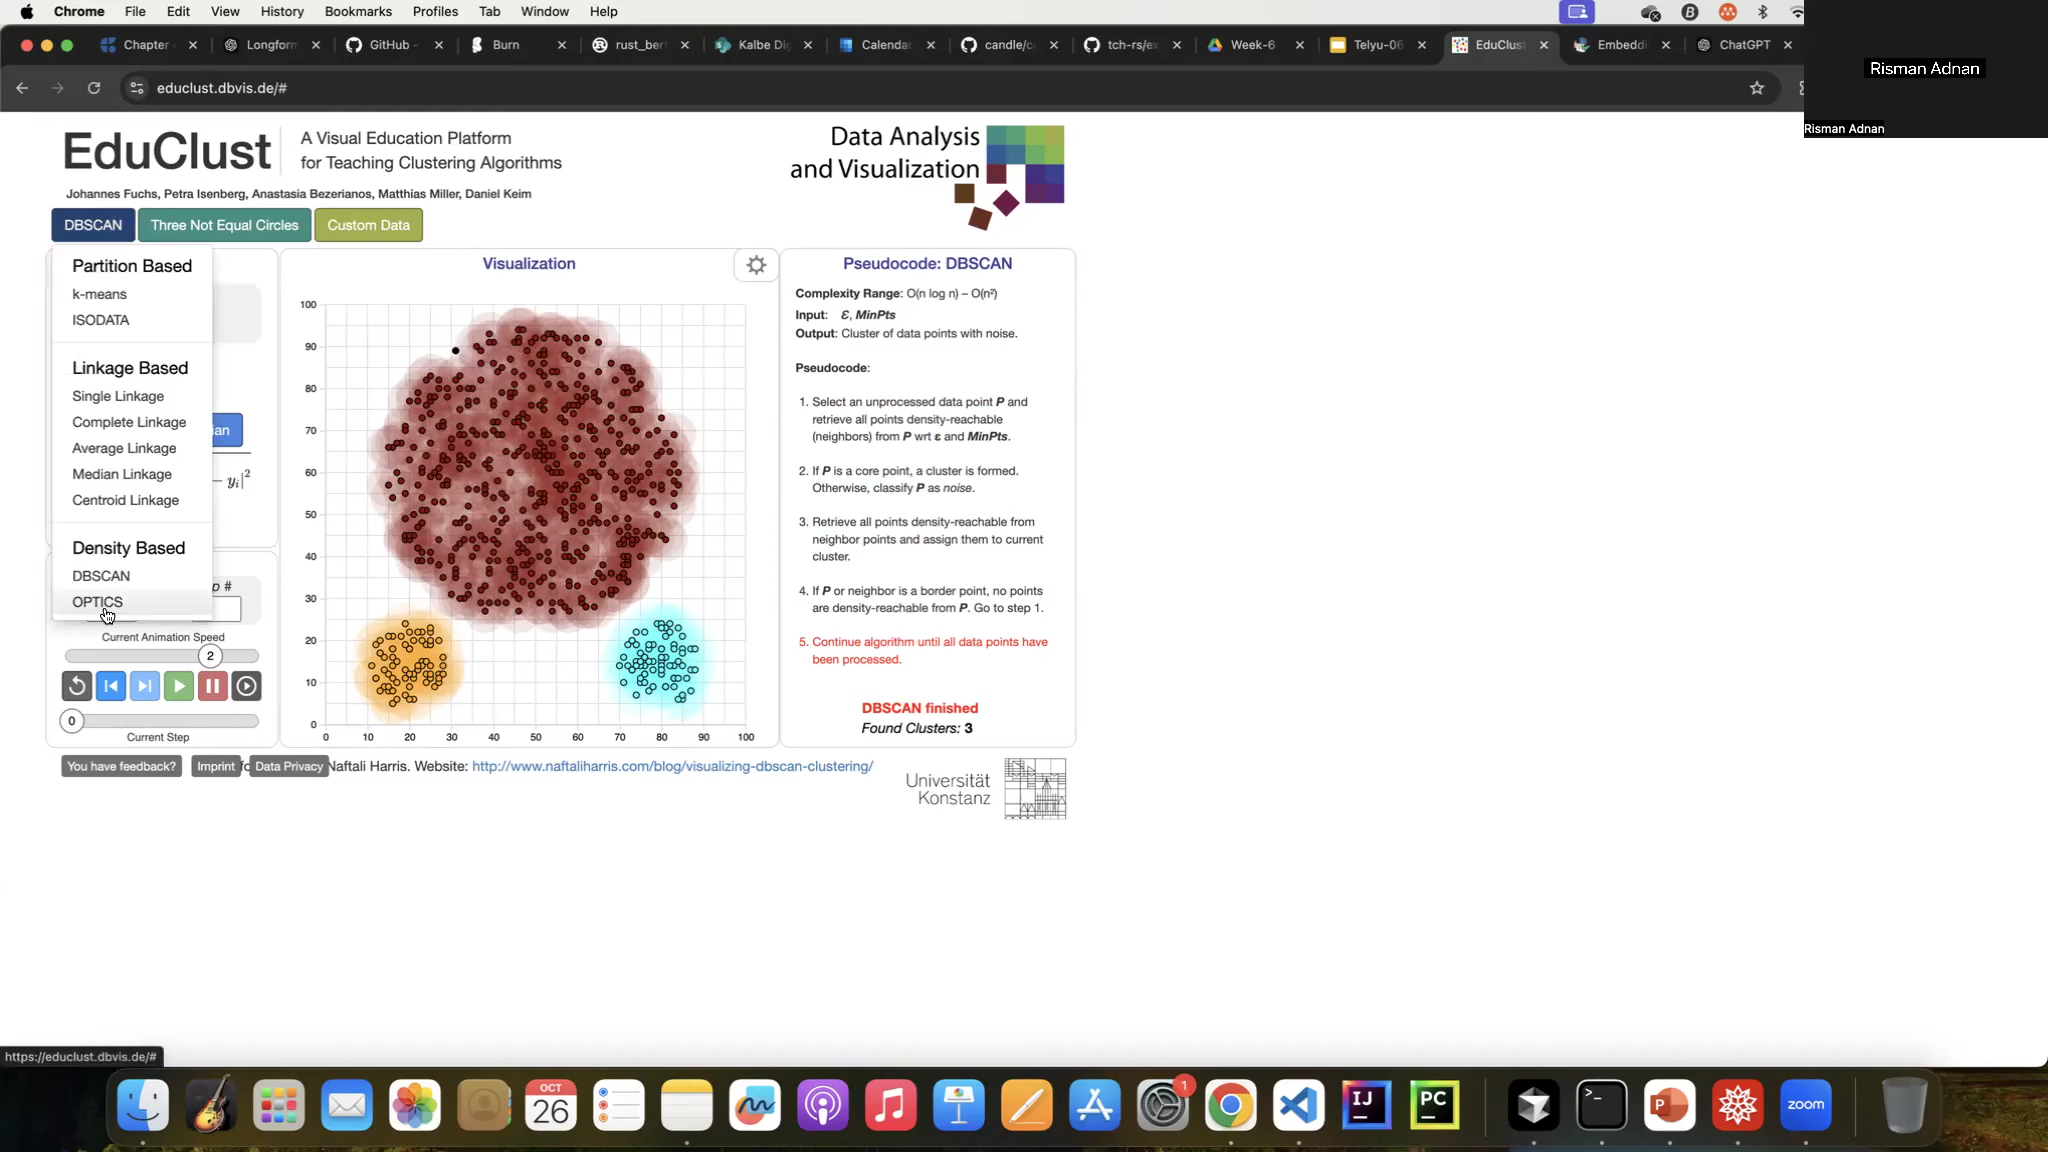 Chrome File Edit View History Bookmarks Profiles Tab Window Help
Chapter Longform GitHub - Burn rust_ber Kalbe Dig Calenda candle/c tch-rs/ex Week-6 Telyu-06 EduClust Embeddi ChatGPT
educlust.dbvis.de/#
Risman Adnan
Risman Adnan
EduClust
A Visual Education Platform
for Teaching Clustering Algorithms
Data Analysis
and Visualization
Johannes Fuchs, Petra Isenberg, Anastasia Bezerianos, Matthias Miller, Daniel Keim
DBSCAN Three Not Equal Circles Custom Data
Partition Based
k-means
ISODATA
Linkage Based
Single Linkage
Complete Linkage
Average Linkage
Median Linkage
Centroid Linkage
Density Based
DBSCAN
OPTICS
ian
- yᵢ|²
p #
Current Animation Speed
2
0
Current Step
Visualization
100
90
80
70
60
50
40
30
20
10
0
0 10 20 30 40 50 60 70 80 90 100
Pseudocode: DBSCAN
Complexity Range: O(n log n) – O(n²)
Input: Ɛ, MinPts
Output: Cluster of data points with noise.
Pseudocode:
1. Select an unprocessed data point P and
retrieve all points density-reachable
(neighbors) from P wrt ε and MinPts.
2. If P is a core point, a cluster is formed.
Otherwise, classify P as noise.
3. Retrieve all points density-reachable from
neighbor points and assign them to current
cluster.
4. If P or neighbor is a border point, no points
are density-reachable from P. Go to step 1.
5. Continue algorithm until all data points have
been processed.
DBSCAN finished
Found Clusters: 3
You have feedback? Imprint Data Privacy Naftali Harris. Website: http://www.naftaliharris.com/blog/visualizing-dbscan-clustering/
Universität
Konstanz
https://educlust.dbvis.de/#
OCT
26
1
IJ
PC
>_
P
zoom